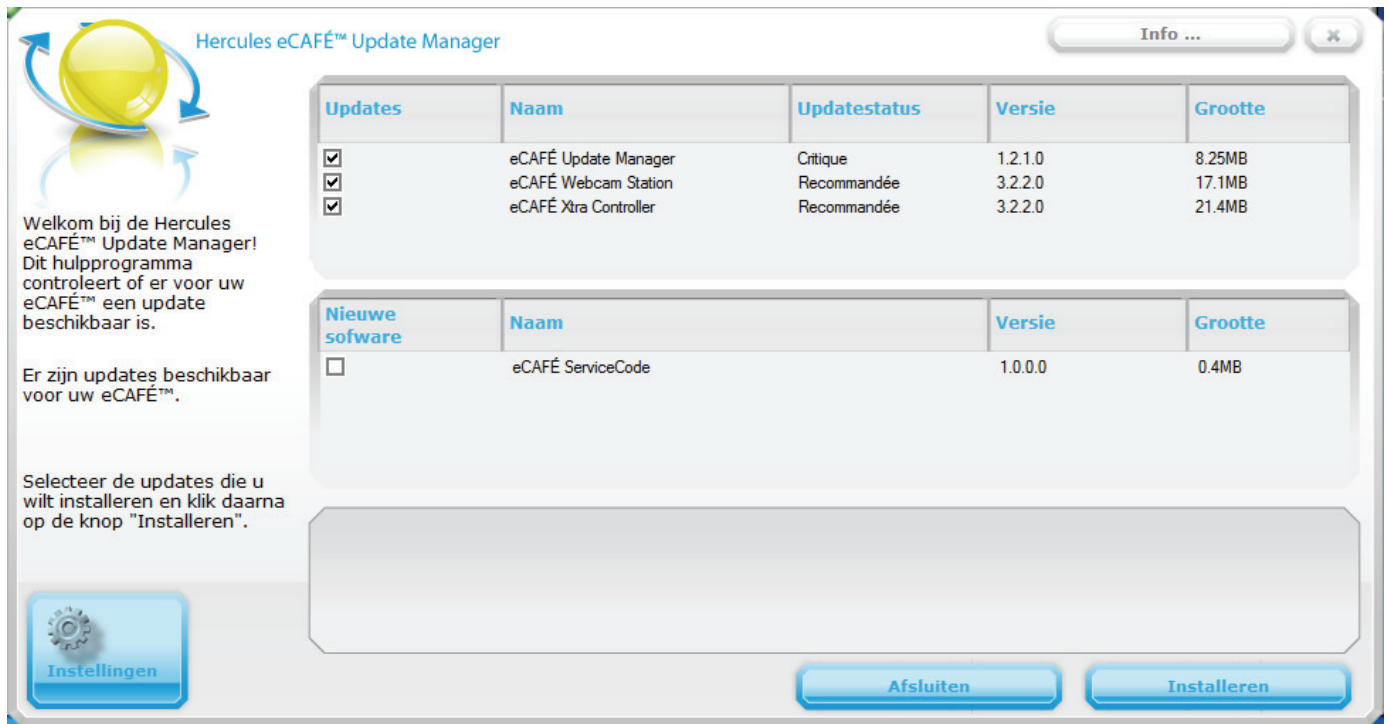 Hercules eCAFÉ™ Update Manager
Info ...
Welkom bij de Hercules
eCAFÉ™ Update Manager!
Dit hulpprogramma
controleert of er voor uw
eCAFÉ™ een update
beschikbaar is.
Er zijn updates beschikbaar
voor uw eCAFÉ™.
Selecteer de updates die u
wilt installeren en klik daarna
op de knop "Installeren".
Instellingen
Updates Naam Updatestatus Versie Grootte
eCAFÉ Update Manager Critique 1.2.1.0 8.25MB
eCAFÉ Webcam Station Recommandée 3.2.2.0 17.1MB
eCAFÉ Xtra Controller Recommandée 3.2.2.0 21.4MB
Nieuwe
sofware Naam Versie Grootte
eCAFÉ ServiceCode 1.0.0.0 0.4MB
Afsluiten Installeren